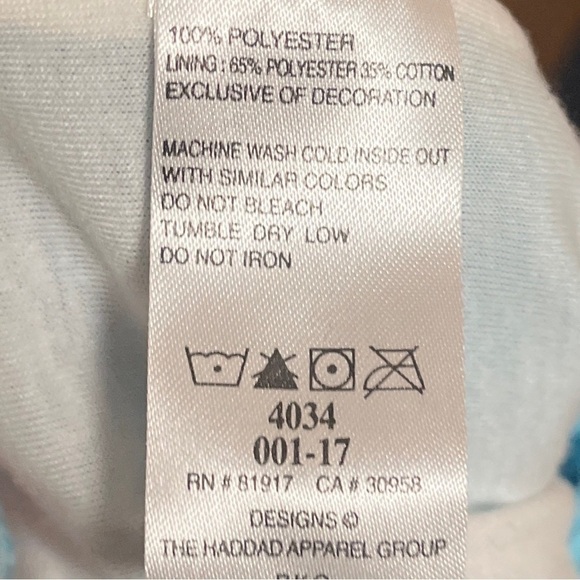 100% POLYESTER
LINING : 65% POLYESTER 35% COTTON
EXCLUSIVE OF DECORATION
MACHINE WASH COLD INSIDE OUT
WITH SIMILAR COLORS
DO NOT BLEACH
TUMBLE DRY LOW
DO NOT IRON
4034
001-17
RN # 81917 CA # 30958
DESIGNS ©
THE HADDAD APPAREL GROUP